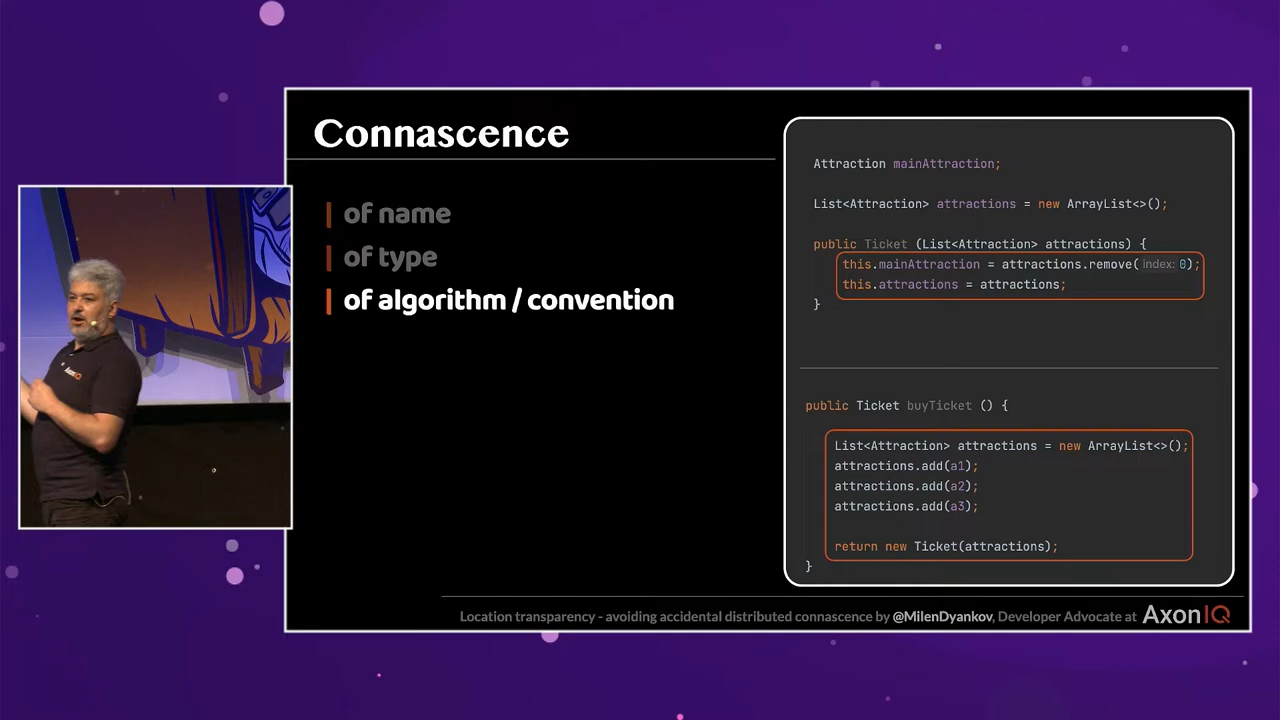 Connascence
of name
of type
of algorithm / convention
Attraction mainAttraction;
List<Attraction> attractions = new ArrayList<>();
public Ticket (List<Attraction> attractions) {
this.mainAttraction = attractions.remove( index: 0);
this.attractions = attractions;
}
public Ticket buyTicket () {
List<Attraction> attractions = new ArrayList<>();
attractions.add(a1);
attractions.add(a2);
attractions.add(a3);
return new Ticket(attractions);
}
Location transparency - avoiding accidental distributed connascence by @MilenDyankov, Developer Advocate at AxonIQ
AxonIQ